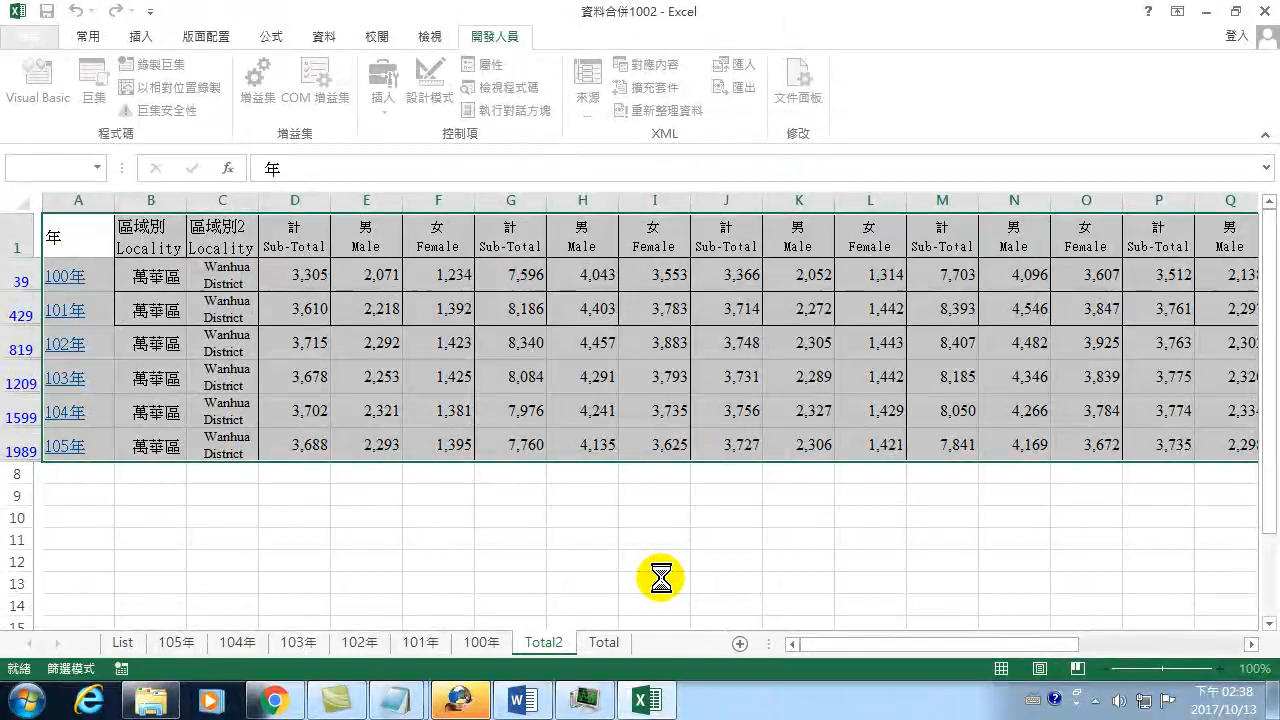 資料合併1002 - Excel
常用 插入 版面配置 公式 資料 校閱 檢視 開發人員 登入
Visual Basic 巨集 錄製巨集 以相對位置錄製 巨集安全性 程式碼
增益集 COM 增益集 增益集
插入 設計模式 屬性 檢視程式碼 執行對話方塊 控制項
來源 對應內容 擴充套件 重新整理資料 匯入 匯出 XML
文件面板 修改
fx 年
A B C D E F G H I J K L M N O P Q
1 年 區域別 Locality 區域別2 Locality 計 Sub-Total 男 Male 女 Female 計 Sub-Total 男 Male 女 Female 計 Sub-Total 男 Male 女 Female 計 Sub-Total 男 Male 女 Female 計 Sub-Total 男 Male
39 100年 萬華區 Wanhua District 3,305 2,071 1,234 7,596 4,043 3,553 3,366 2,052 1,314 7,703 4,096 3,607 3,512
429 101年 萬華區 Wanhua District 3,610 2,218 1,392 8,186 4,403 3,783 3,714 2,272 1,442 8,393 4,546 3,847 3,761
819 102年 萬華區 Wanhua District 3,715 2,292 1,423 8,340 4,457 3,883 3,748 2,305 1,443 8,407 4,482 3,925 3,763
1209 103年 萬華區 Wanhua District 3,678 2,253 1,425 8,084 4,291 3,793 3,731 2,289 1,442 8,185 4,346 3,839 3,775
1599 104年 萬華區 Wanhua District 3,702 2,321 1,381 7,976 4,241 3,735 3,756 2,327 1,429 8,050 4,266 3,784 3,774
1989 105年 萬華區 Wanhua District 3,688 2,293 1,395 7,760 4,135 3,625 3,727 2,306 1,421 7,841 4,169 3,672 3,735
8
9
10
11
12
13
14
15
List 105年 104年 103年 102年 101年 100年 Total2 Total
就緒 篩選模式 100%
下午 02:38
2017/10/13